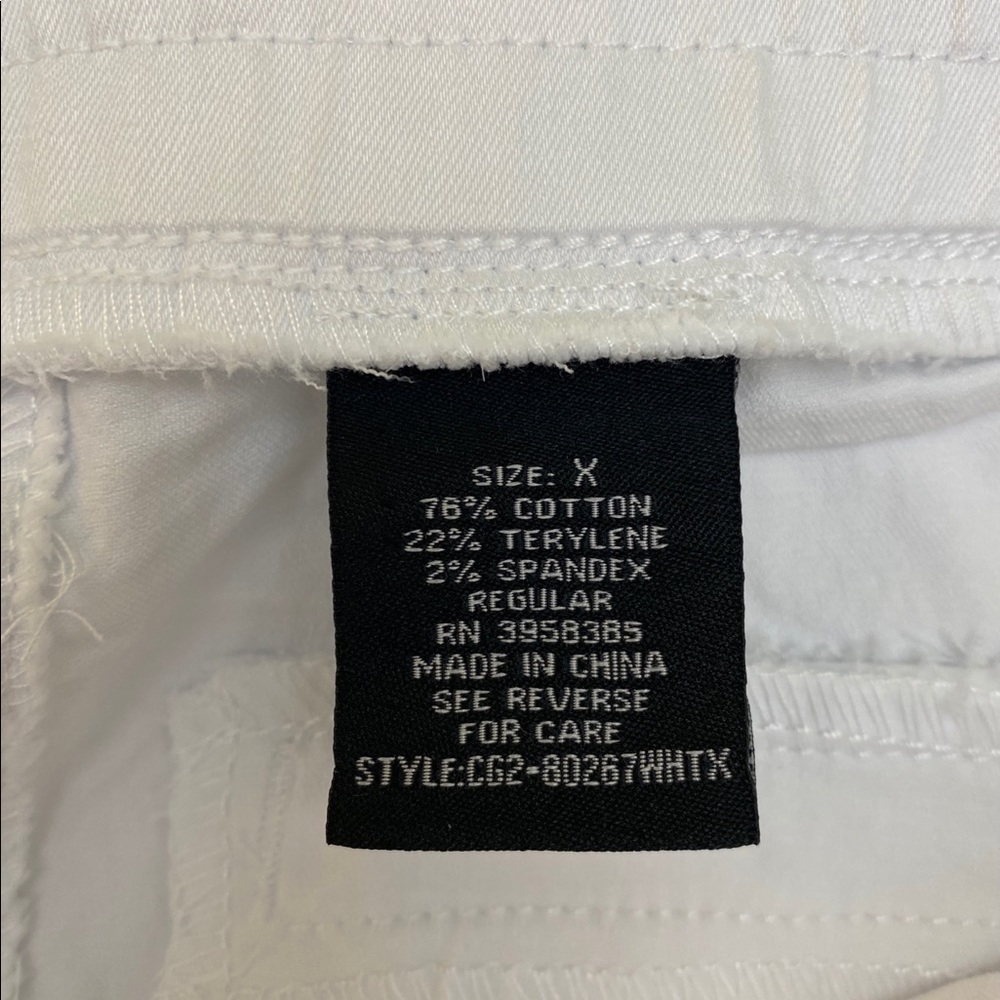 SIZE: X
76% COTTON
22% TERYLENE
2% SPANDEX
REGULAR
RN 3958385
MADE IN CHINA
SEE REVERSE
FOR CARE
STYLE:CG2-80267WHTX